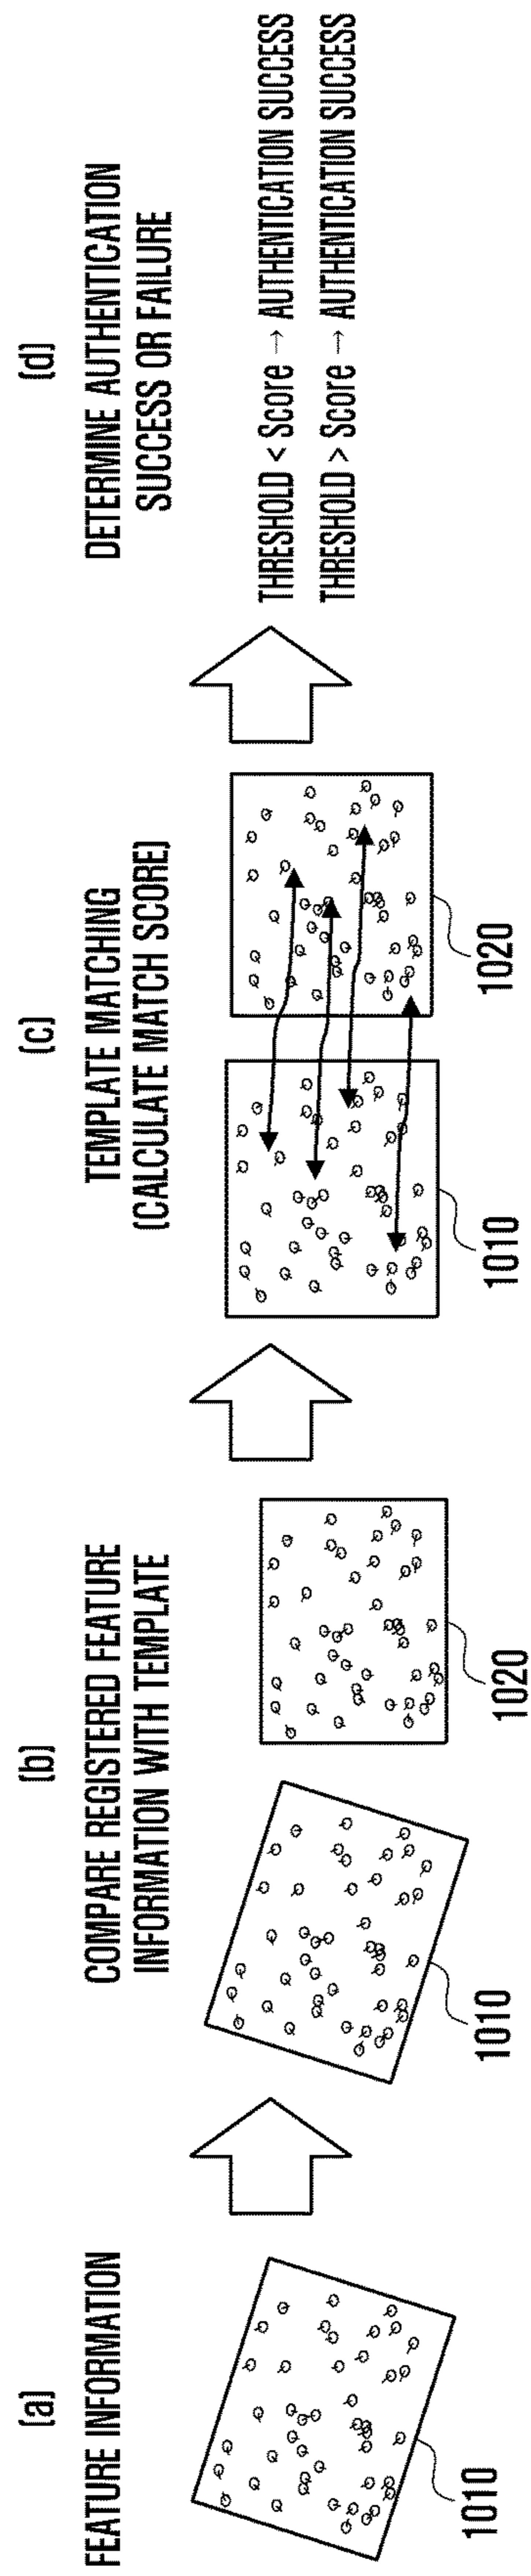 (a)
FEATURE INFORMATION
1010
(b)
COMPARE REGISTERED FEATURE
INFORMATION WITH TEMPLATE
1010
1020
(c)
TEMPLATE MATCHING
(CALCULATE MATCH SCORE)
1010
1020
(d)
DETERMINE AUTHENTICATION
SUCCESS OR FAILURE
THRESHOLD < Score → AUTHENTICATION SUCCESS
THRESHOLD > Score → AUTHENTICATION SUCCESS